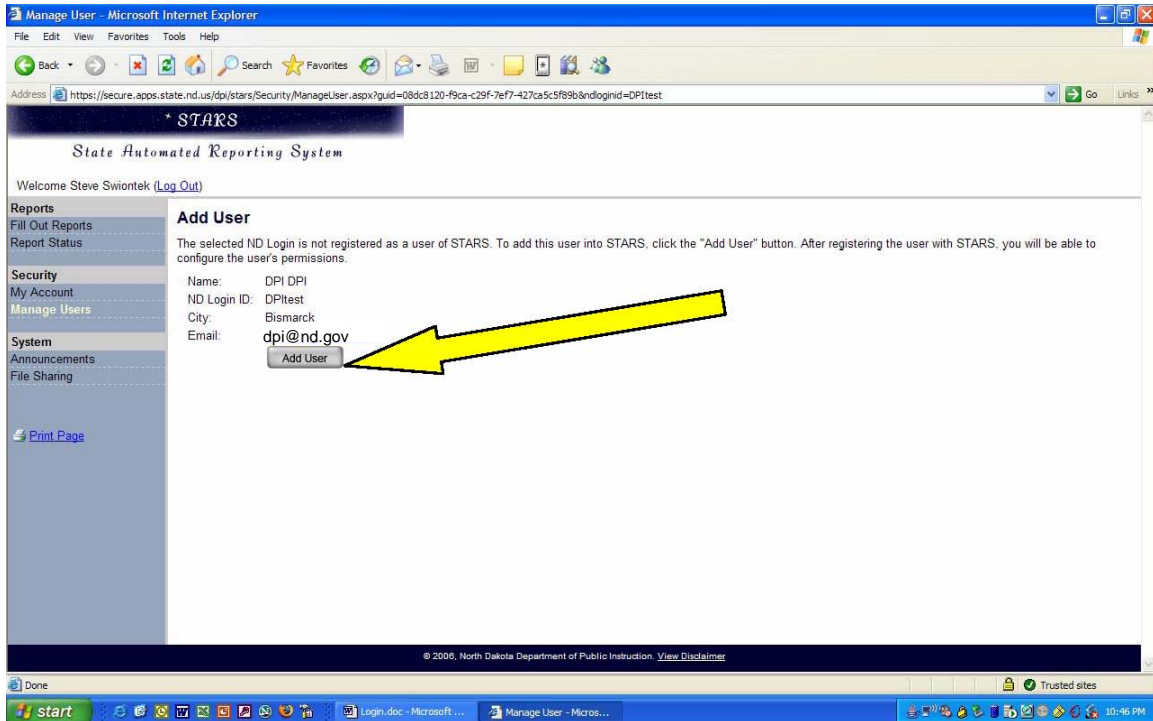 Manage User - Microsoft Internet Explorer
File Edit View Favorites Tools Help
Back Search Favorites
Address https://secure.apps.state.nd.us/dpi/stars/Security/ManageUser.aspx?guid=08dc8120-f9ca-c29f-7ef7-427ca5c5f89b&ndloginid=DPItest Go Links »
STARS
State Automated Reporting System
Welcome Steve Swiontek (Log Out)
Reports
Fill Out Reports
Report Status
Security
My Account
Manage Users
System
Announcements
File Sharing
Print Page
Add User
The selected ND Login is not registered as a user of STARS. To add this user into STARS, click the "Add User" button. After registering the user with STARS, you will be able to
configure the user's permissions.
Name: DPI DPI
ND Login ID: DPItest
City: Bismarck
Email: dpi@nd.gov
Add User
© 2006, North Dakota Department of Public Instruction. View Disclaimer
Done Trusted sites
start Login.doc - Microsoft ... Manage User - Micros... 10:46 PM